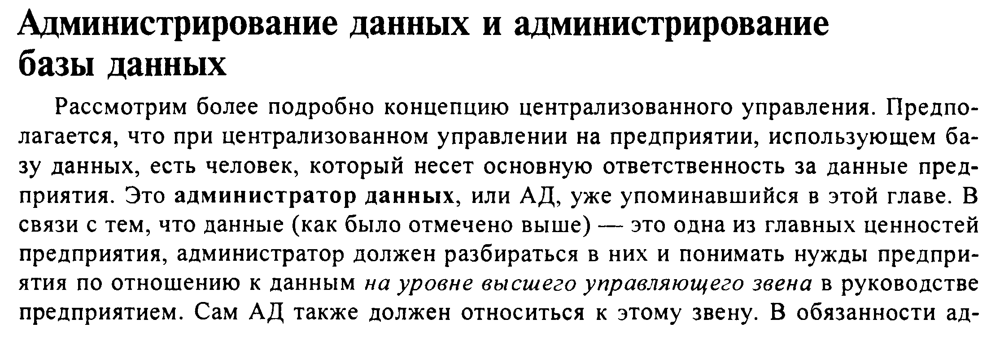 Администрирование данных и администрирование
базы данных
Рассмотрим более подробно концепцию централизованного управления. Предпо-
лагается, что при централизованном управлении на предприятии, использующем ба-
зу данных, есть человек, который несет основную ответственность за данные пред-
приятия. Это администратор данных, или АД, уже упоминавшийся в этой главе. В
связи с тем, что данные (как было отмечено выше) — это одна из главных ценностей
предприятия, администратор должен разбираться в них и понимать нужды предпри-
ятия по отношению к данным на уровне высшего управляющего звена в руководстве
предприятием. Сам АД также должен относиться к этому звену. В обязанности ад-